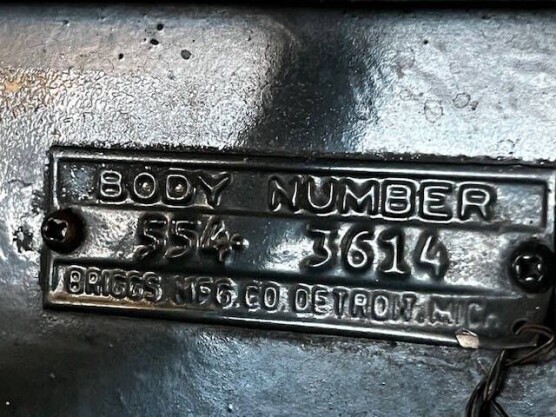 BODY NUMBER
554· 3614
BRIGGS MFG. CO DETROIT. MICH.